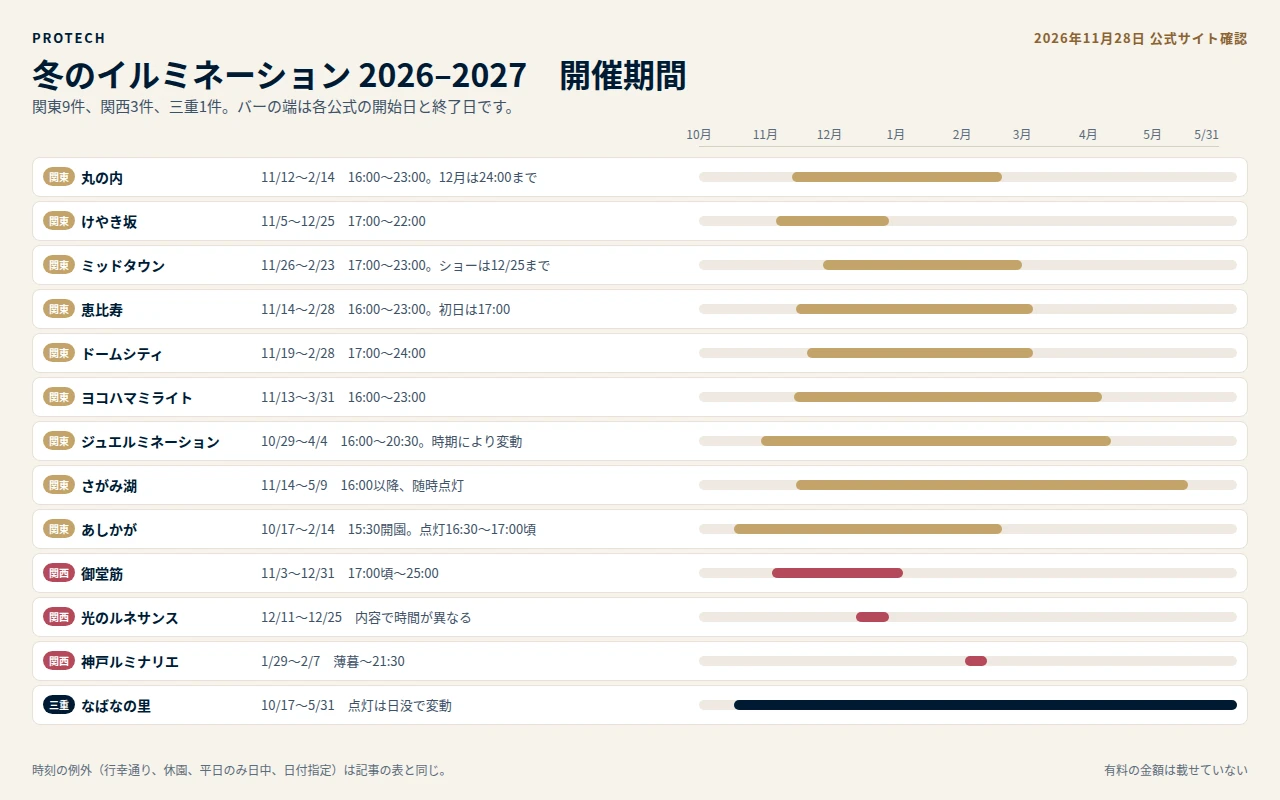 PROTECH
2026年11月28日 公式サイト確認
冬のイルミネーション 2026–2027　開催期間
関東9件、関西3件、三重1件。バーの端は各公式の開始日と終了日です。
10月 11月 12月 1月 2月 3月 4月 5月 5/31
関東 丸の内 11/12〜2/14　16:00〜23:00。12月は24:00まで
関東 けやき坂 11/5〜12/25　17:00〜22:00
関東 ミッドタウン 11/26〜2/23　17:00〜23:00。ショーは12/25まで
関東 恵比寿 11/14〜2/28　16:00〜23:00。初日は17:00
関東 ドームシティ 11/19〜2/28　17:00〜24:00
関東 ヨコハマミライト 11/13〜3/31　16:00〜23:00
関東 ジュエルミネーション 10/29〜4/4　16:00〜20:30。時期により変動
関東 さがみ湖 11/14〜5/9　16:00以降、随時点灯
関東 あしかが 10/17〜2/14　15:30開園。点灯16:30〜17:00頃
関西 御堂筋 11/3〜12/31　17:00頃〜25:00
関西 光のルネサンス 12/11〜12/25　内容で時間が異なる
関西 神戸ルミナリエ 1/29〜2/7　薄暮〜21:30
三重 なばなの里 10/17〜5/31　点灯は日没で変動
時刻の例外（行幸通り、休園、平日のみ日中、日付指定）は記事の表と同じ。
有料の金額は載せていない